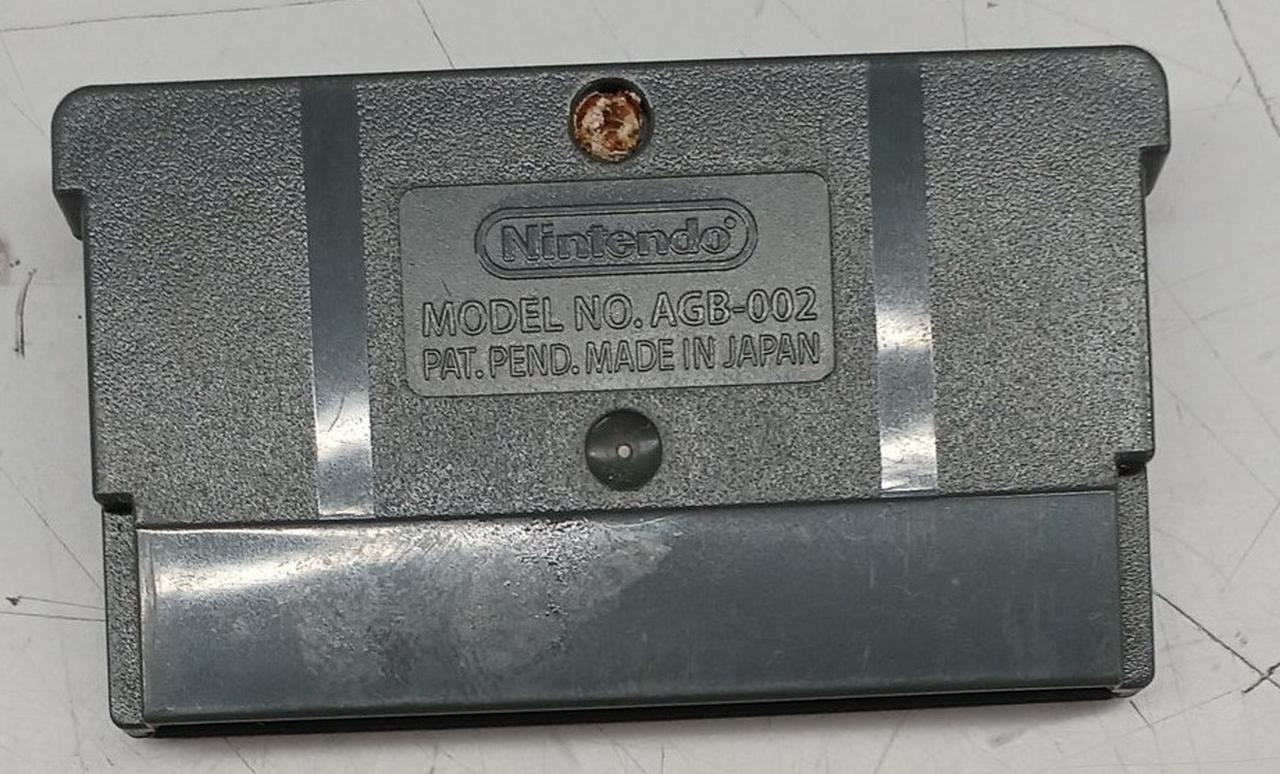 Nintendo®
MODEL NO. AGB-002
PAT. PEND. MADE IN JAPAN